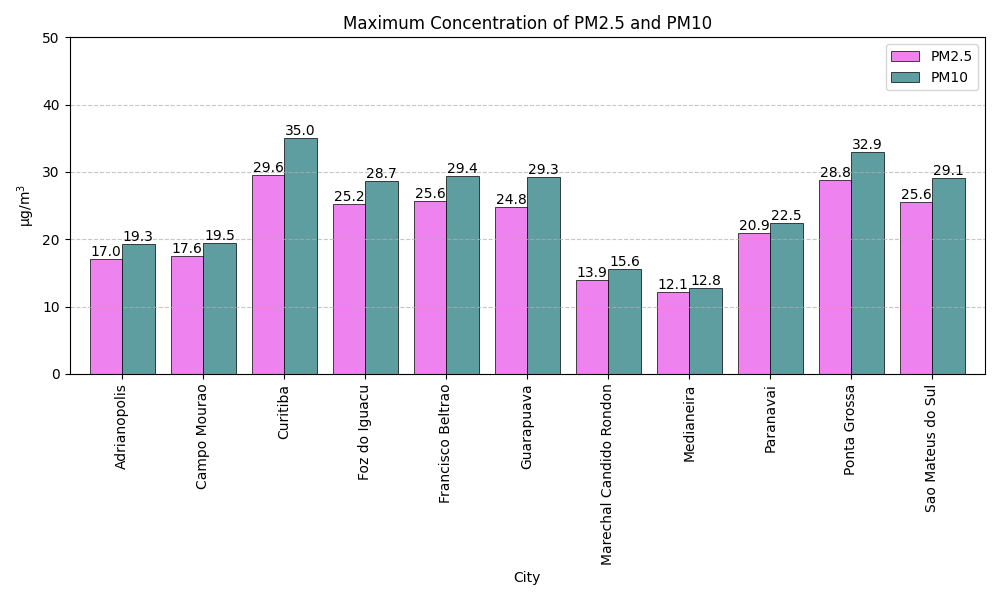 Maximum Concentration of PM2.5 and PM10
PM2.5
PM10
µg/m³
50
40
30
20
10
0
17.0 19.3
17.6 19.5
29.6 35.0
25.2 28.7
25.6 29.4
24.8 29.3
13.9 15.6
12.1 12.8
20.9 22.5
28.8 32.9
25.6 29.1
Adrianopolis
Campo Mourao
Curitiba
Foz do Iguacu
Francisco Beltrao
Guarapuava
Marechal Candido Rondon
Medianeira
Paranavai
Ponta Grossa
Sao Mateus do Sul
City